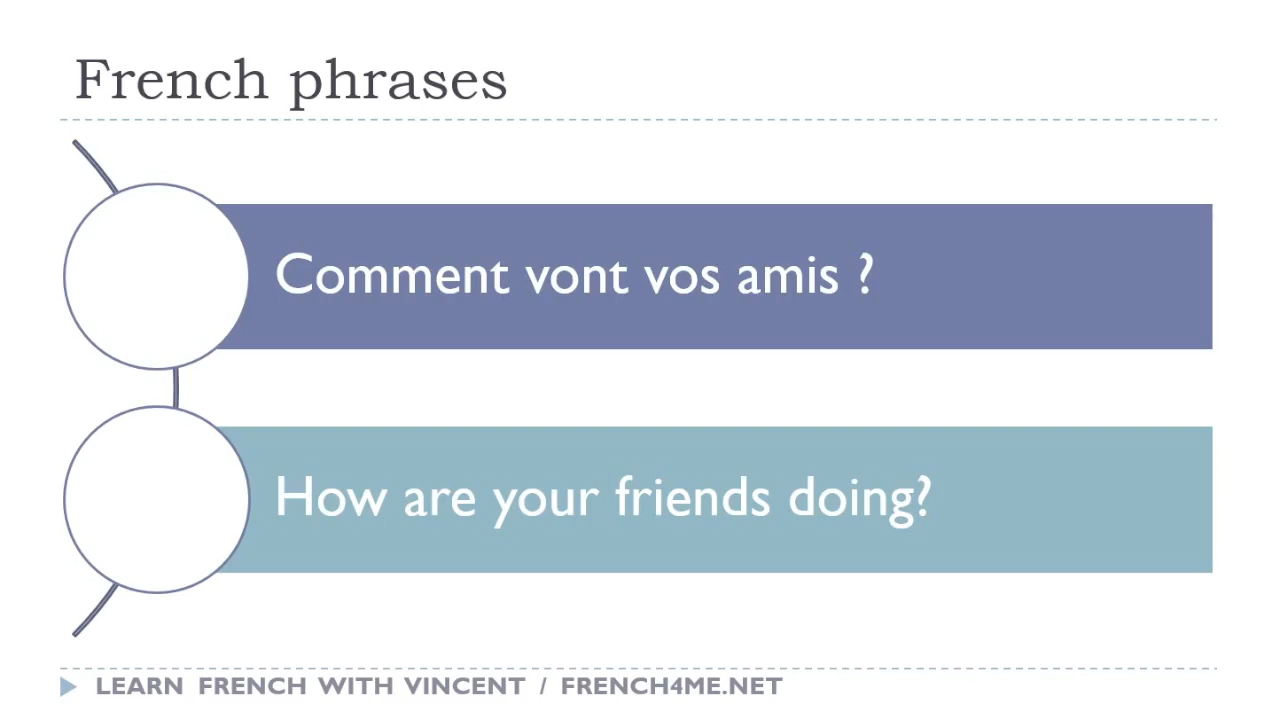 French phrases
Comment vont vos amis ?
How are your friends doing?
LEARN FRENCH WITH VINCENT / FRENCH4ME.NET